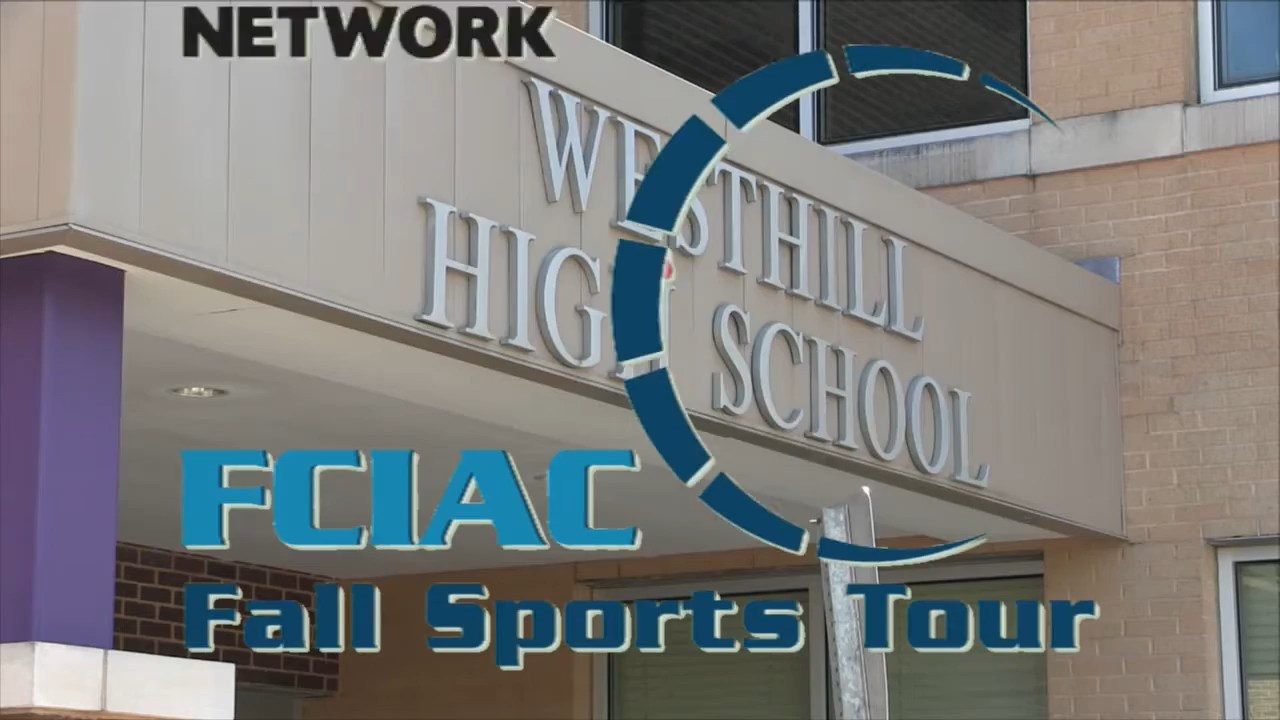 NETWORK
WESTHILL
HIGH SCHOOL
FCIAC
Fall Sports Tour